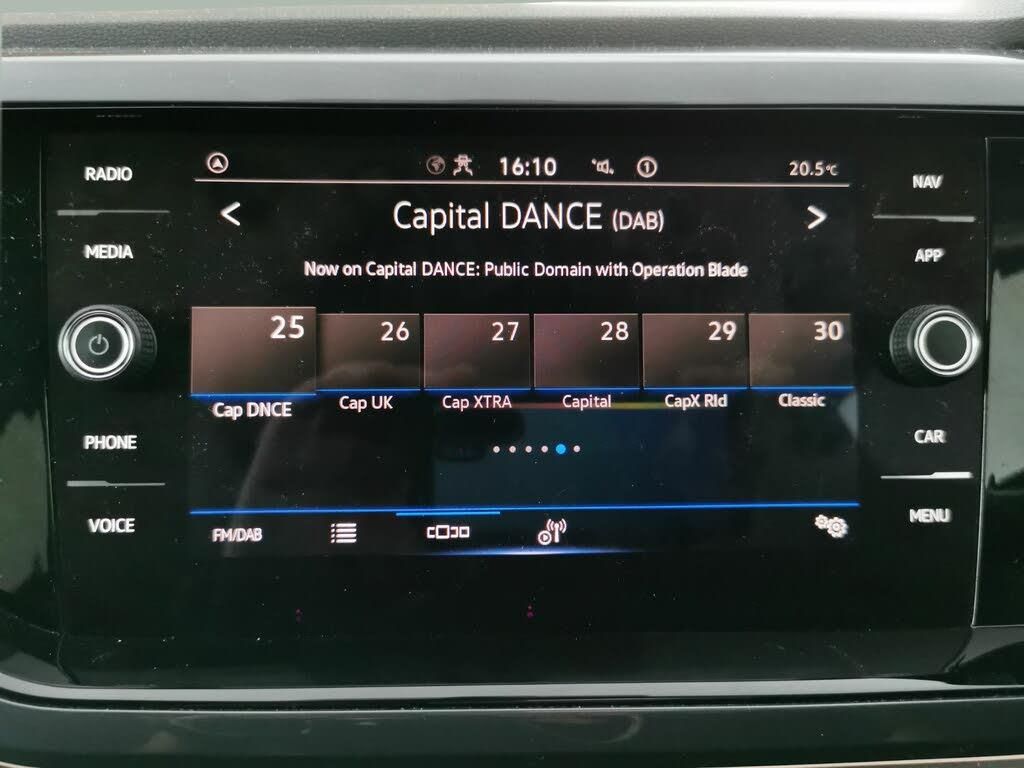 RADIO
MEDIA
PHONE
VOICE
16:10
1
20.5°C
< Capital DANCE (DAB) >
Now on Capital DANCE: Public Domain with Operation Blade
25 26 27 28 29 30
Cap DNCE Cap UK Cap XTRA Capital CapX Rld Classic
FM/DAB
NAV
APP
CAR
MENU